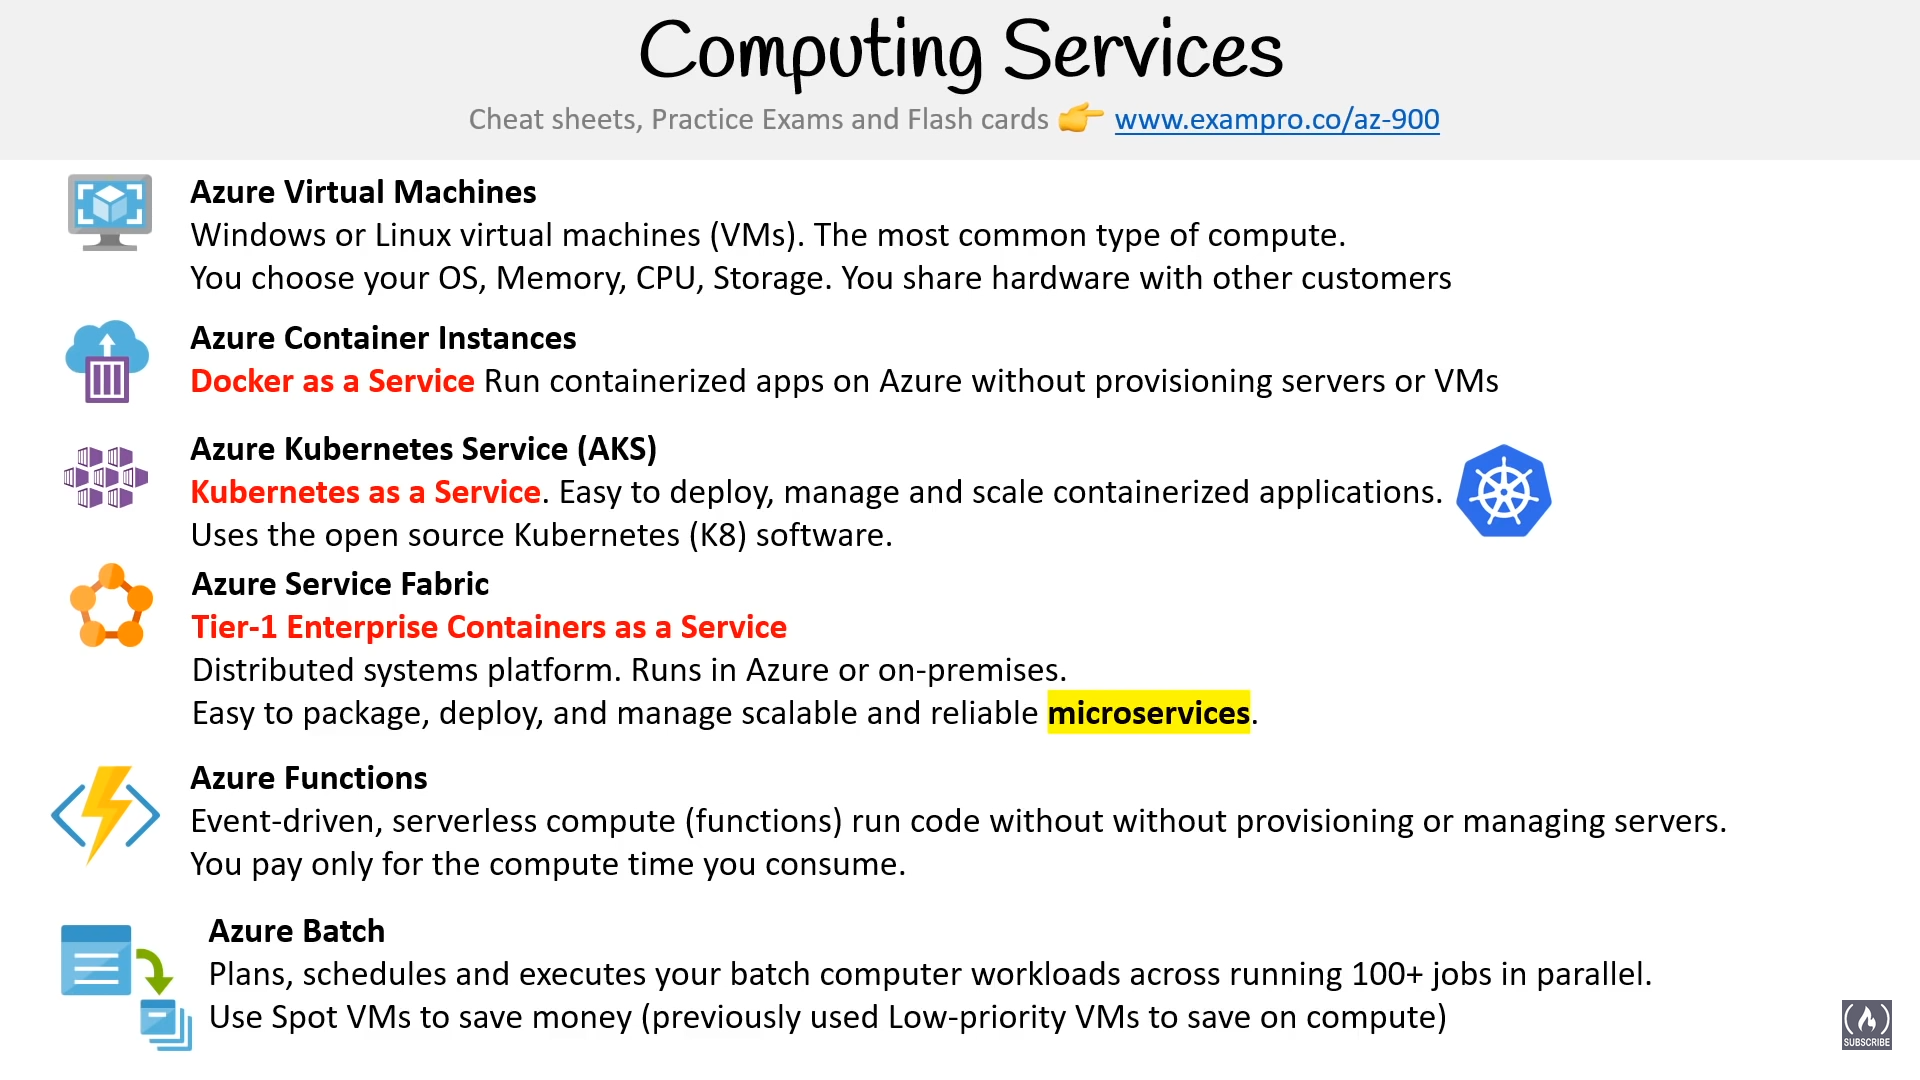 Computing Services
Cheat sheets, Practice Exams and Flash cards 👉 www.exampro.co/az-900
Azure Virtual Machines
Windows or Linux virtual machines (VMs). The most common type of compute.
You choose your OS, Memory, CPU, Storage. You share hardware with other customers
Azure Container Instances
Docker as a Service Run containerized apps on Azure without provisioning servers or VMs
Azure Kubernetes Service (AKS)
Kubernetes as a Service. Easy to deploy, manage and scale containerized applications.
Uses the open source Kubernetes (K8) software.
Azure Service Fabric
Tier-1 Enterprise Containers as a Service
Distributed systems platform. Runs in Azure or on-premises.
Easy to package, deploy, and manage scalable and reliable microservices.
Azure Functions
Event-driven, serverless compute (functions) run code without without provisioning or managing servers.
You pay only for the compute time you consume.
Azure Batch
Plans, schedules and executes your batch computer workloads across running 100+ jobs in parallel.
Use Spot VMs to save money (previously used Low-priority VMs to save on compute)
SUBSCRIBE